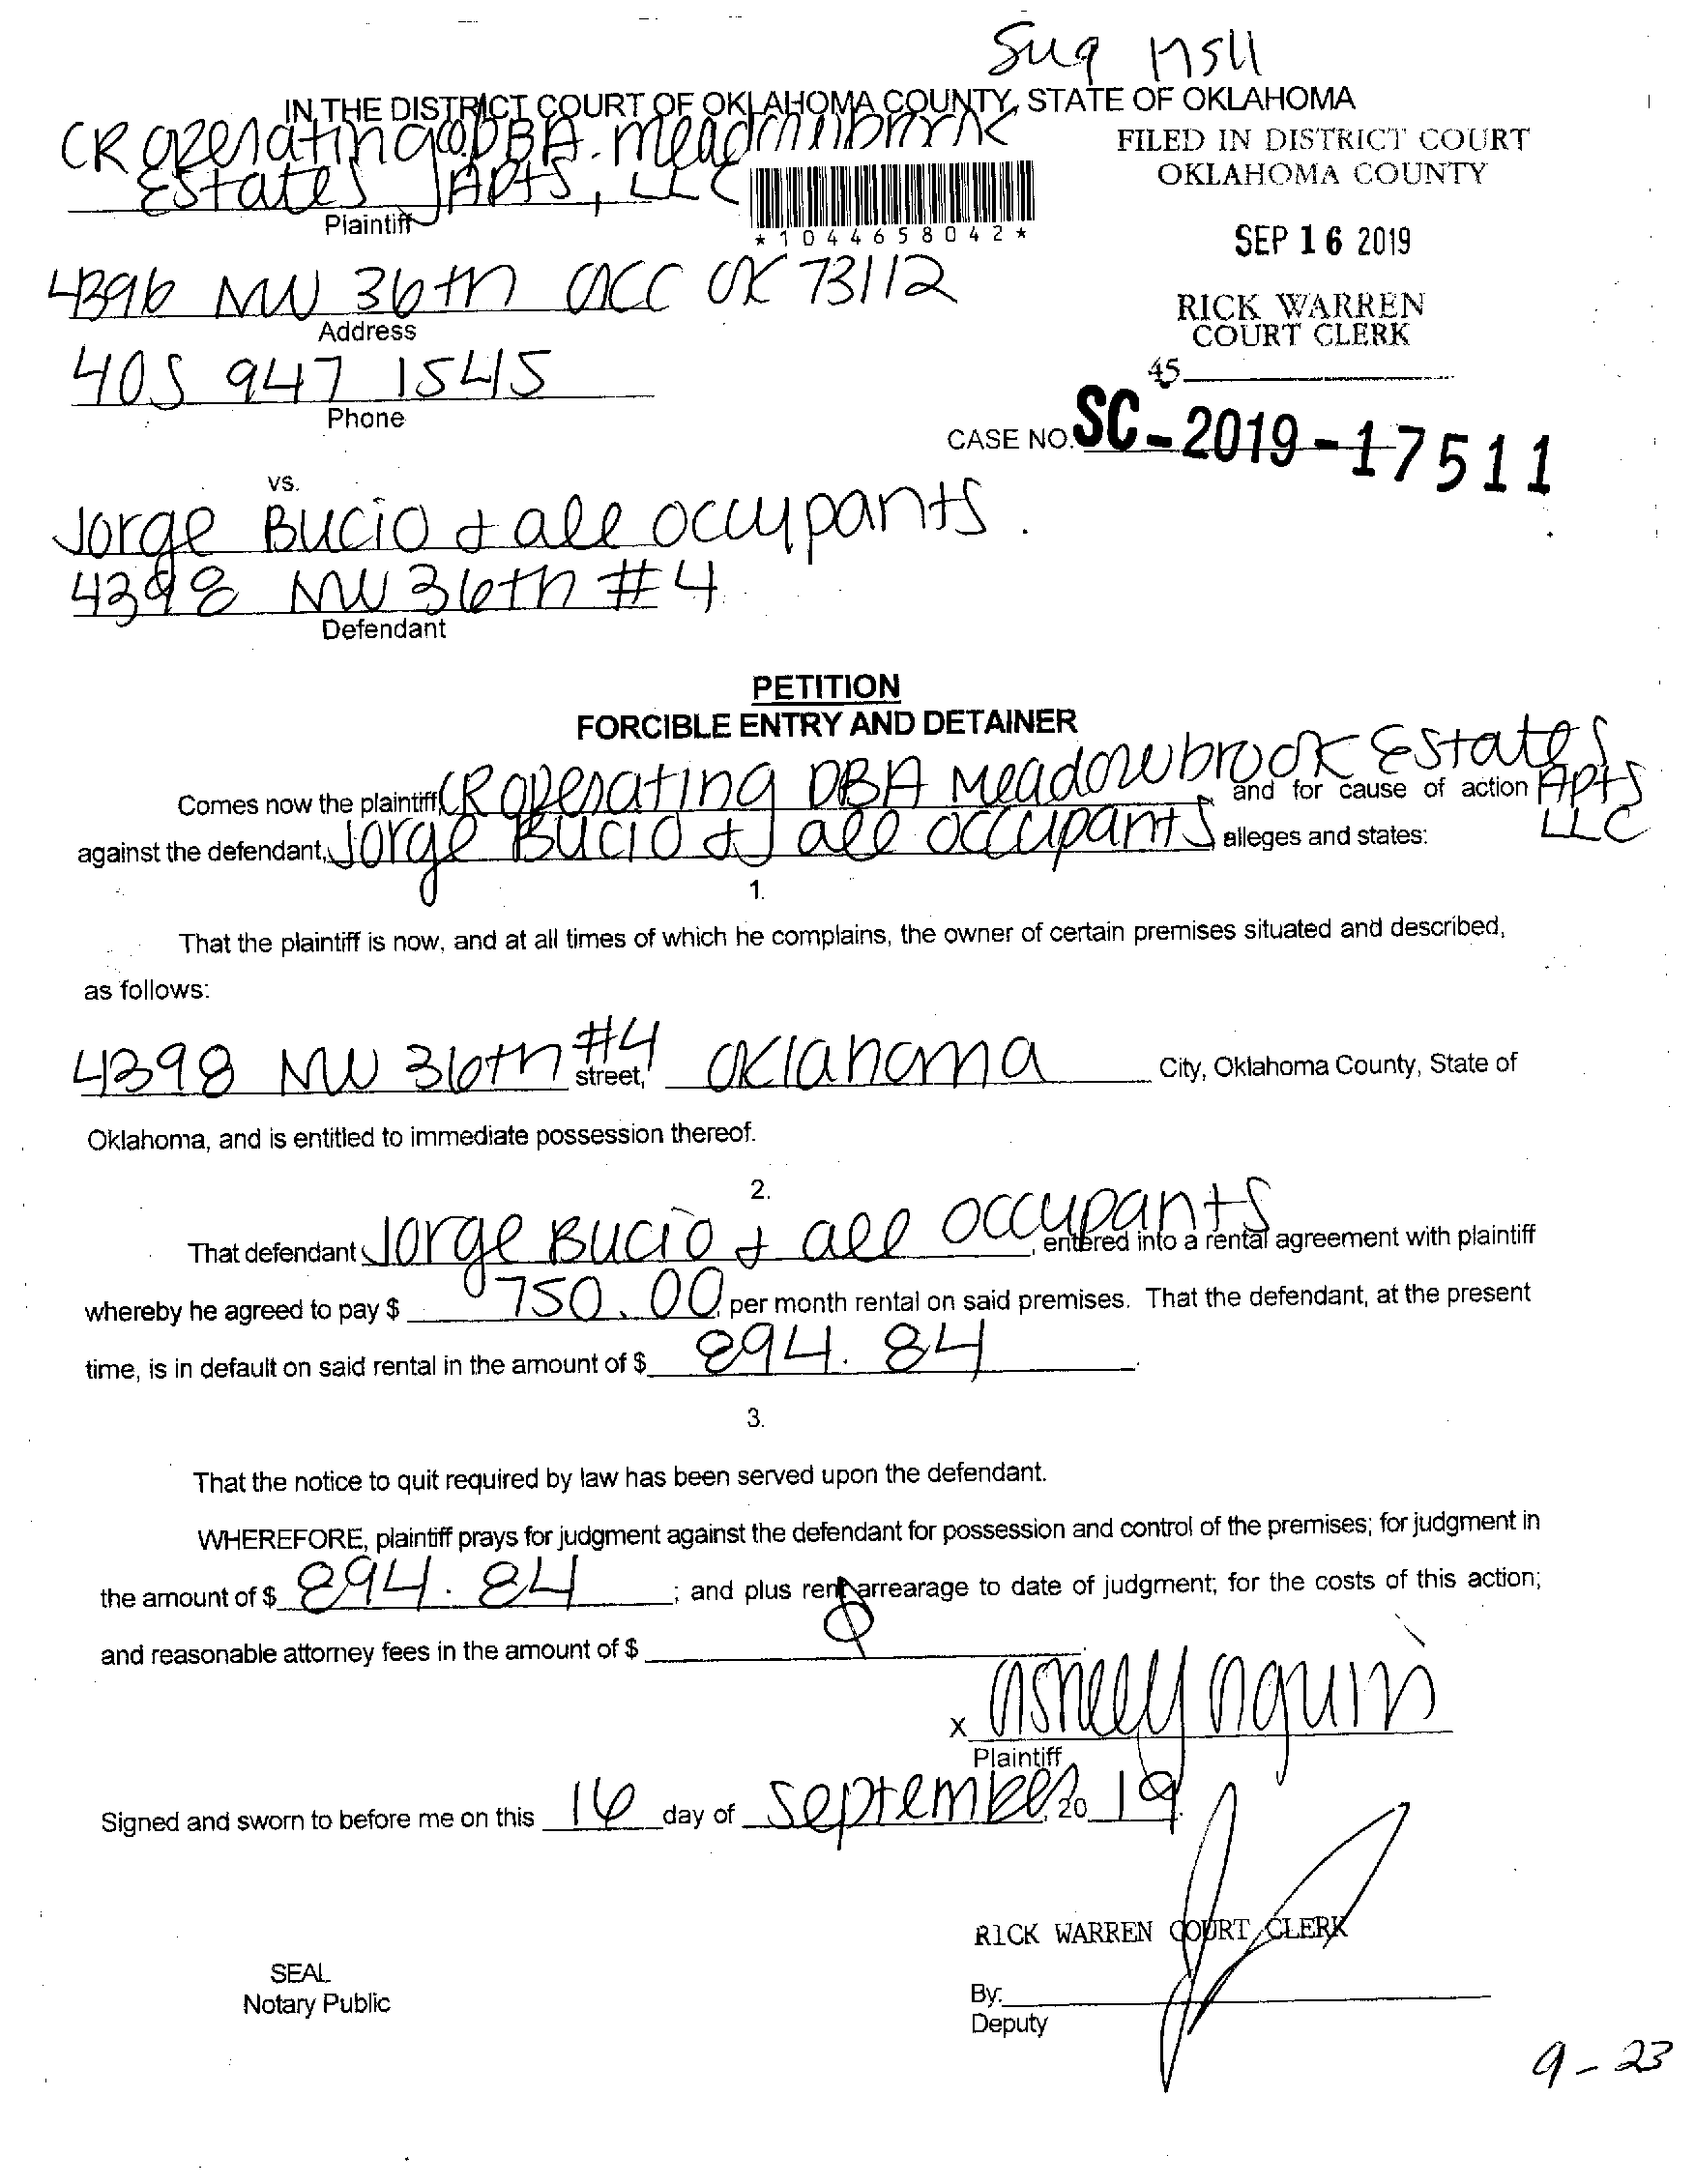 IN THE DISTRICT COURT OF OKLAHOMA COUNTY, STATE OF OKLAHOMA
CR Operating DBA Meadowbrook
Estates Apts, LLC
Plaintiff
*1044658042*
FILED IN DISTRICT COURT
OKLAHOMA COUNTY
SEP 16 2019
RICK WARREN
COURT CLERK
45
4396 NW 36th OKC OK 73112
Address
405 947 1545
Phone
CASE NO. SC-2019-17511
vs.
Jorge Bucio + all occupants.
4398 NW 36th #4
Defendant
PETITION
FORCIBLE ENTRY AND DETAINER
Comes now the plaintiff, CR Operating DBA Meadowbrook Estates Apts LLC and for cause of action
against the defendant, Jorge Bucio + all occupants alleges and states:
1.
That the plaintiff is now, and at all times of which he complains, the owner of certain premises situated and described,
as follows:
4398 NW 36th #4 street, Oklahoma City, Oklahoma County, State of
Oklahoma, and is entitled to immediate possession thereof.
2.
That defendant Jorge Bucio + all occupants, entered into a rental agreement with plaintiff
whereby he agreed to pay $ 750.00, per month rental on said premises. That the defendant, at the present
time, is in default on said rental in the amount of $ 894.84
3.
That the notice to quit required by law has been served upon the defendant.
WHEREFORE, plaintiff prays for judgment against the defendant for possession and control of the premises; for judgment in
the amount of $ 894.84; and plus rent arrearage to date of judgment; for the costs of this action;
and reasonable attorney fees in the amount of $ 0
x
Plaintiff
Signed and sworn to before me on this 16 day of September, 2019.
RICK WARREN COURT CLERK
SEAL
Notary Public
By:
Deputy
9-23